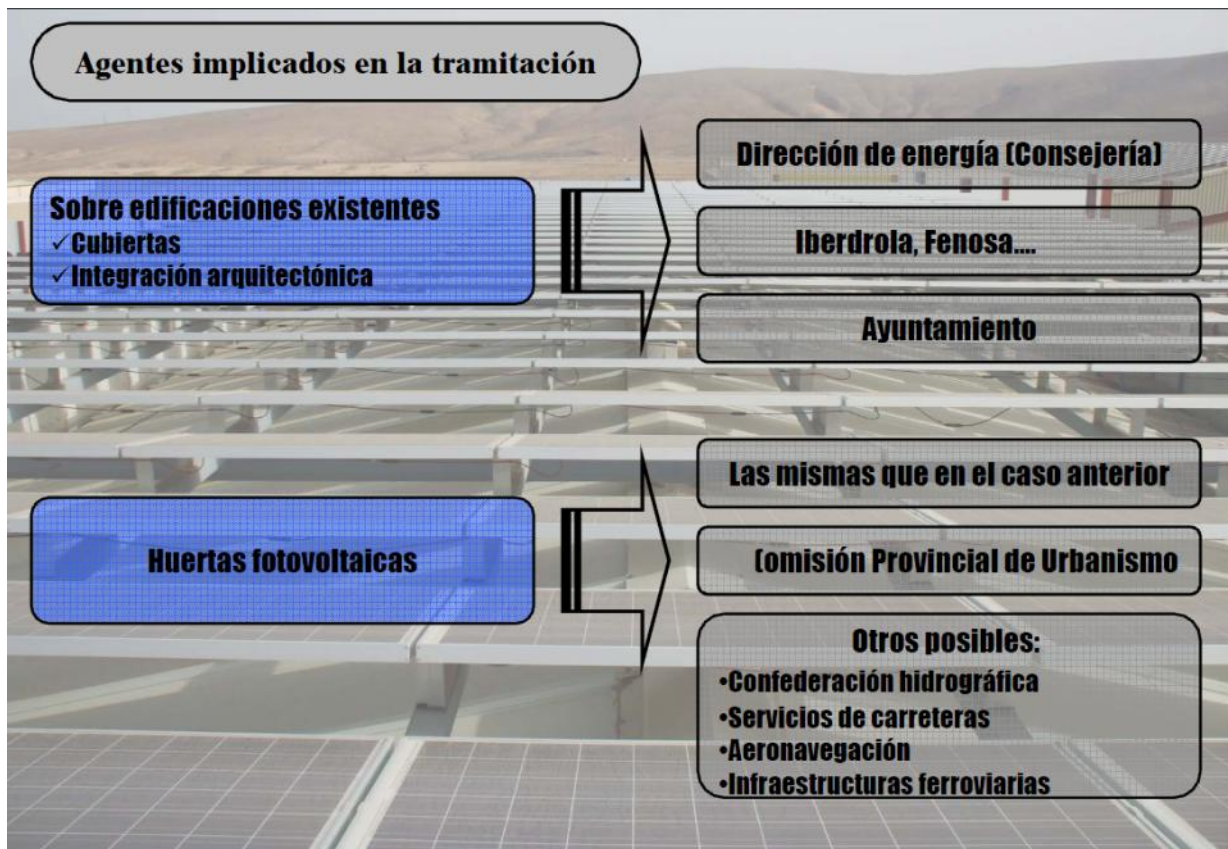 Agentes implicados en la tramitación
Sobre edificaciones existentes
✓Cubiertas
✓Integración arquitectónica
Dirección de energía (Consejería)
Iberdrola, Fenosa....
Ayuntamiento
Huertas fotovoltaicas
Las mismas que en el caso anterior
(omisión Provincial de Urbanismo
Otros posibles:
•Confederación hidrográfica
•Servicios de carreteras
•Aeronavegación
•Infraestructuras ferroviarias